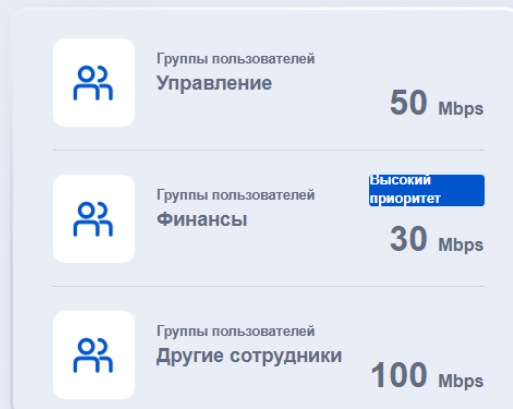 Группы пользователей
Управление
50 Mbps
Группы пользователей
Финансы
Высокий
приоритет
30 Mbps
Группы пользователей
Другие сотрудники
100 Mbps